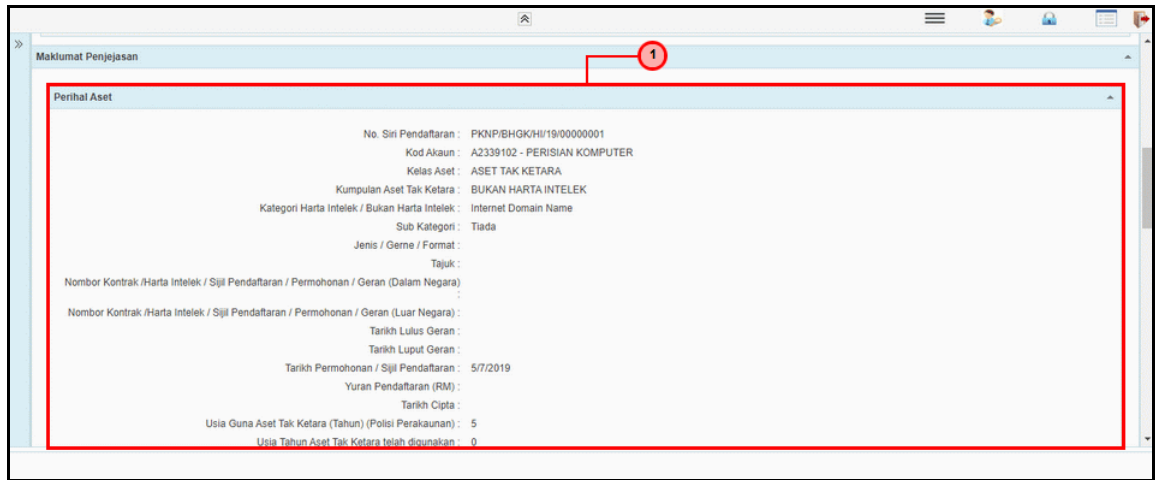 Maklumat Penjejasan
1
Perihal Aset
No. Siri Pendaftaran : PKNP/BHGK/HI/19/00000001
Kod Akaun : A2339102 - PERISIAN KOMPUTER
Kelas Aset : ASET TAK KETARA
Kumpulan Aset Tak Ketara : BUKAN HARTA INTELEK
Kategori Harta Intelek / Bukan Harta Intelek : Internet Domain Name
Sub Kategori : Tiada
Jenis / Gerne / Format :
Tajuk :
Nombor Kontrak /Harta Intelek / Sijil Pendaftaran / Permohonan / Geran (Dalam Negara)
:
Nombor Kontrak /Harta Intelek / Sijil Pendaftaran / Permohonan / Geran (Luar Negara) :
Tarikh Lulus Geran :
Tarikh Luput Geran :
Tarikh Permohonan / Sijil Pendaftaran : 5/7/2019
Yuran Pendaftaran (RM) :
Tarikh Cipta :
Usia Guna Aset Tak Ketara (Tahun) (Polisi Perakaunan) : 5
Usia Tahun Aset Tak Ketara telah digunakan : 0